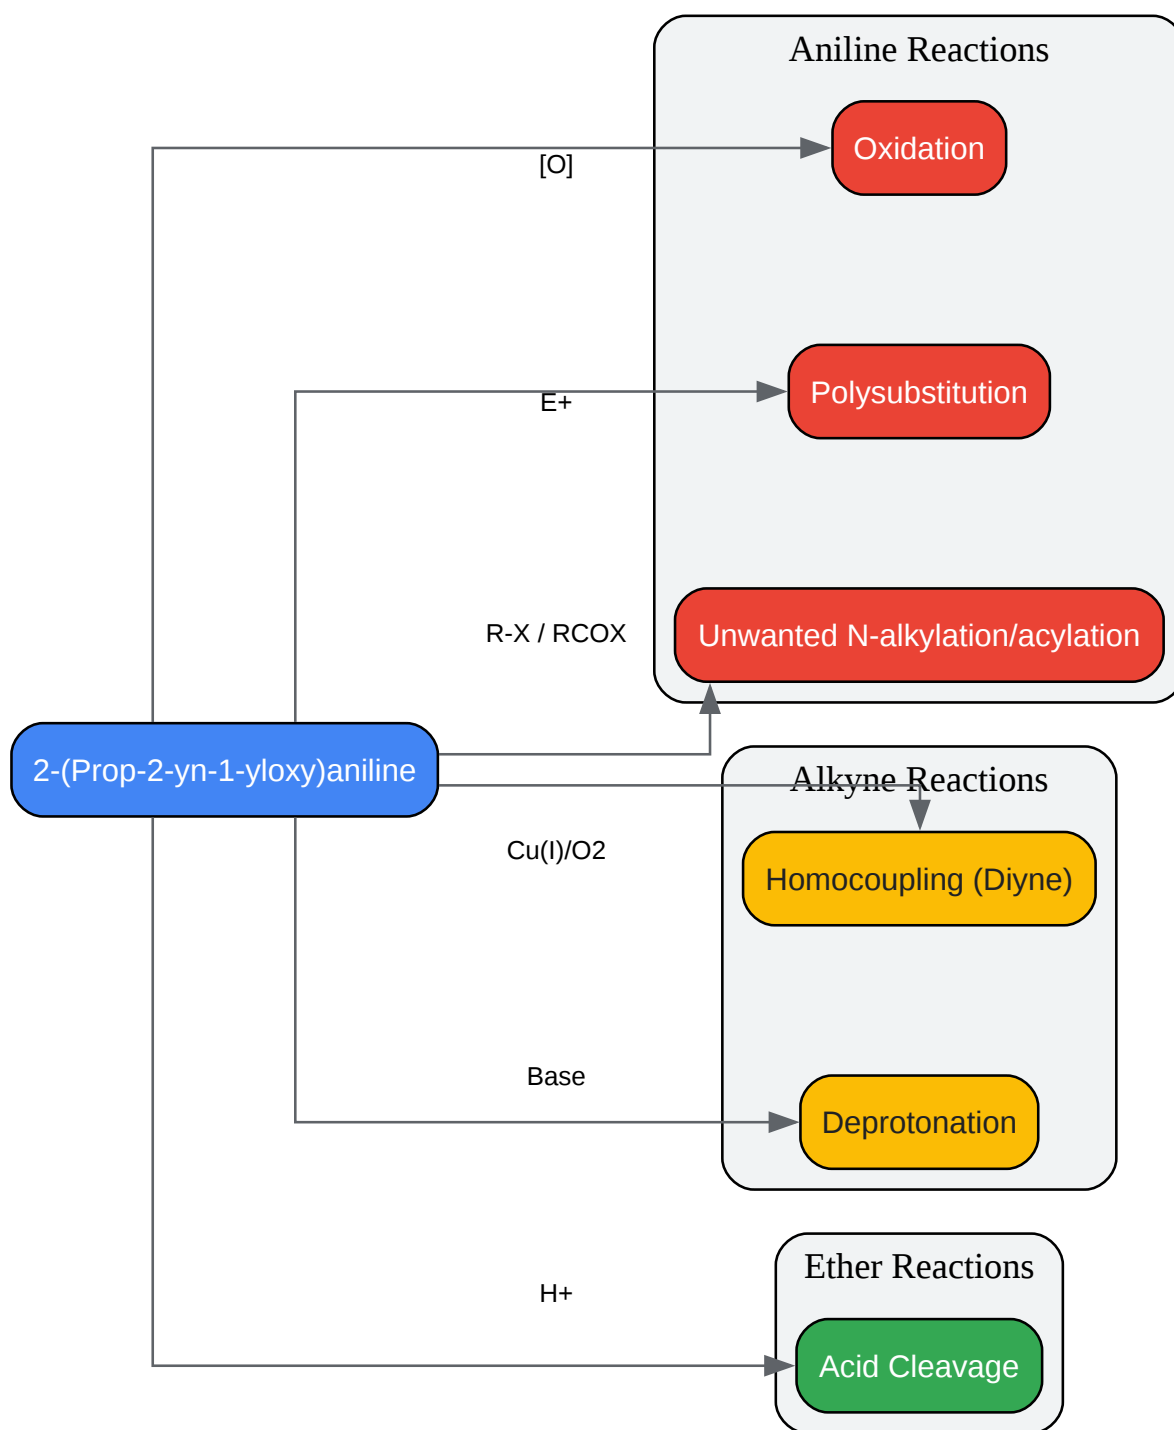 Aniline Reactions
Oxidation
[O]
Polysubstitution
E+
R-X / RCOX
Unwanted N-alkylation/acylation
2-(Prop-2-yn-1-yloxy)aniline
Alkyne Reactions
Cu(I)/O2
Homocoupling (Diyne)
Base
Deprotonation
Ether Reactions
H+
Acid Cleavage